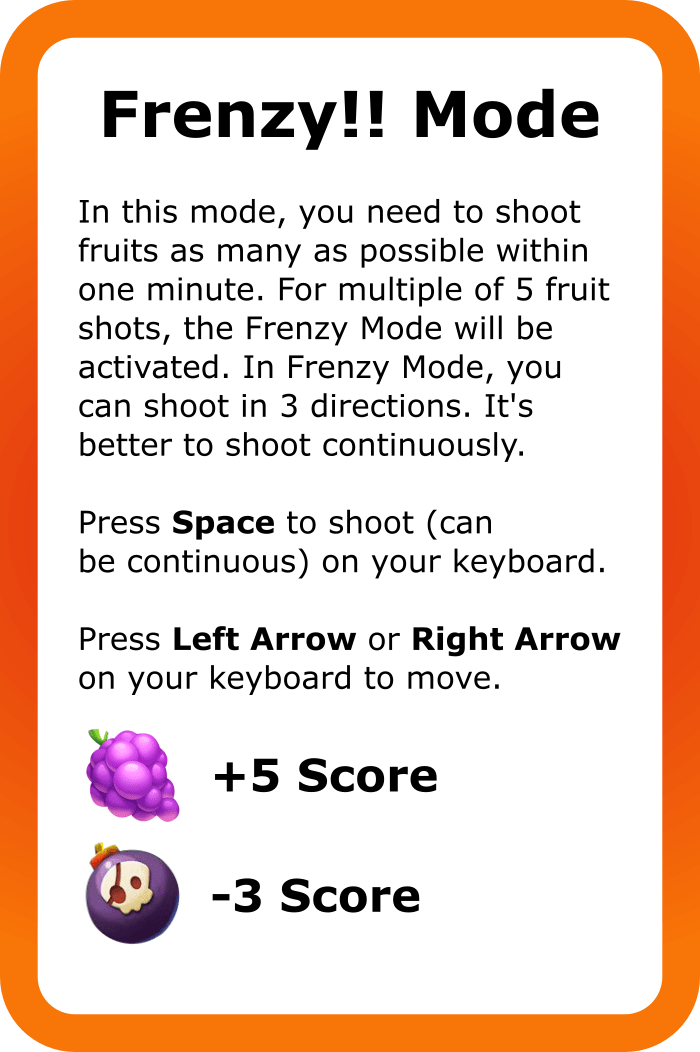 Frenzy!! Mode
In this mode, you need to shoot
fruits as many as possible within
one minute. For multiple of 5 fruit
shots, the Frenzy Mode will be
activated. In Frenzy Mode, you
can shoot in 3 directions. It's
better to shoot continuously.
Press Space to shoot (can
be continuous) on your keyboard.
Press Left Arrow or Right Arrow
on your keyboard to move.
+5 Score
-3 Score